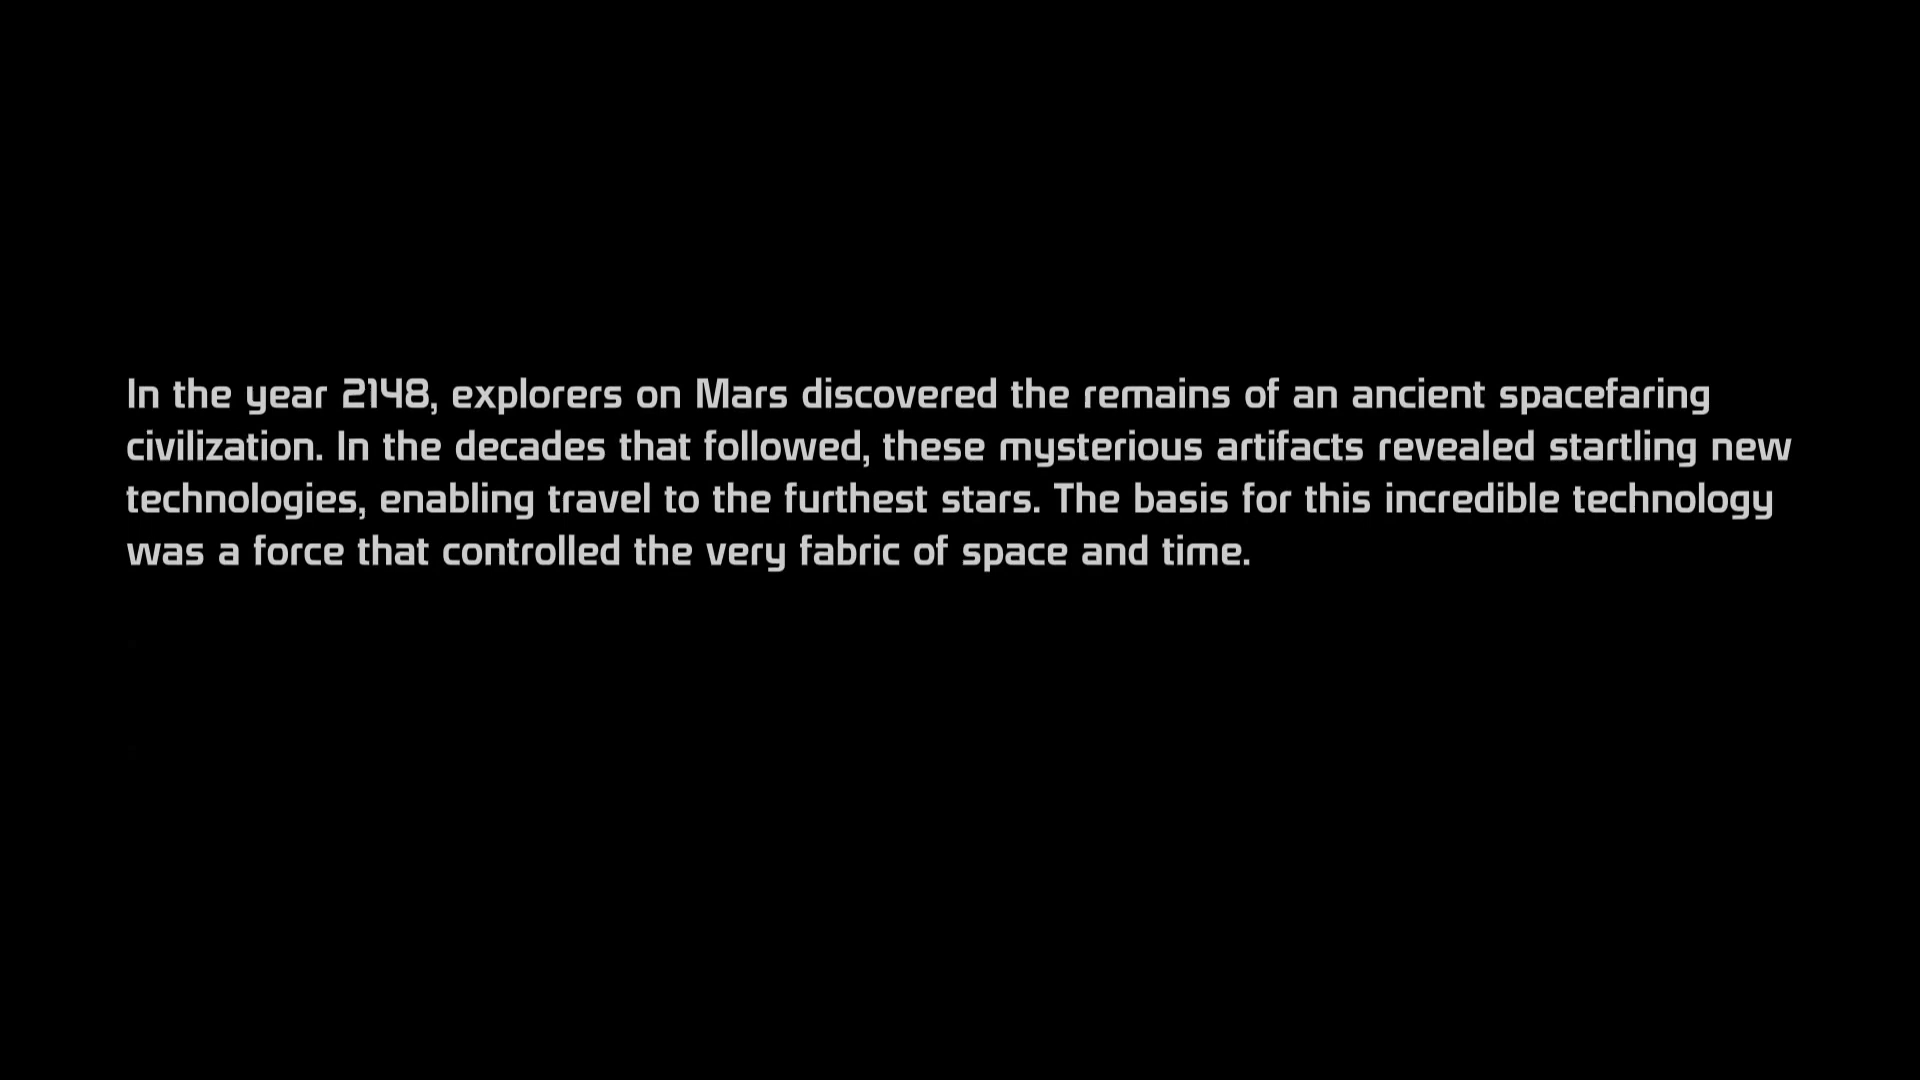 In the year 2148, explorers on Mars discovered the remains of an ancient spacefaring
civilization. In the decades that followed, these mysterious artifacts revealed startling new
technologies, enabling travel to the furthest stars. The basis for this incredible technology
was a force that controlled the very fabric of space and time.